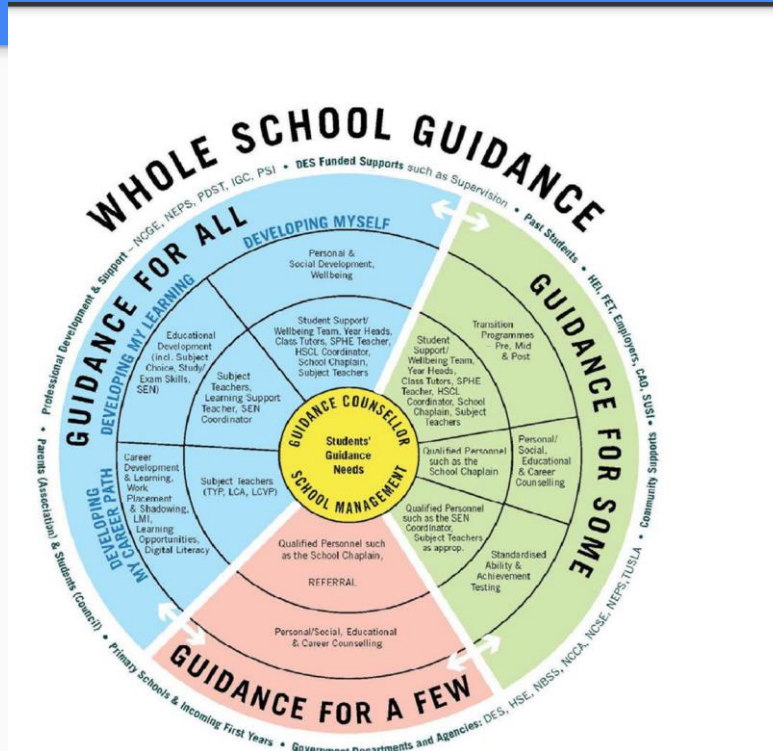 WHOLE SCHOOL GUIDANCE
Parents (Association) & Students (Council) • Professional Development & Support - NCGE, NEPS, PDST, IGC, PSI • DES Funded Supports such as Supervision • Past Students • HEI, FET, Employers, CAO, SUSI • Community Supports
Primary Schools & Incoming First Years • Government Departments and Agencies: DES, HSE, NBSS, NCCA, NCSE, NEPS, TUSLA
GUIDANCE FOR ALL
DEVELOPING MYSELF
Personal &
Social Development,
Wellbeing
Student Support/
Wellbeing Team, Year Heads,
Class Tutors, SPHE Teacher,
HSCL Coordinator,
School Chaplain,
Subject Teachers
DEVELOPING MY LEARNING
Educational
Development
(incl. Subject
Choice, Study/
Exam Skills,
SEN)
Subject
Teachers,
Learning Support
Teacher, SEN
Coordinator
DEVELOPING
MY CAREER PATH
Career
Development
& Learning,
Work
Placement
& Shadowing,
LMI,
Learning
Opportunities,
Digital Literacy
Subject Teachers
(TYP, LCA, LCVP)
GUIDANCE COUNSELLOR
Students'
Guidance
Needs
SCHOOL MANAGEMENT
GUIDANCE FOR SOME
Transition
Programmes
- Pre, Mid
& Post
Student
Support/
Wellbeing Team,
Year Heads,
Class Tutors, SPHE
Teacher, HSCL
Coordinator, School
Chaplain, Subject
Teachers
Personal/
Social,
Educational
& Career
Counselling
Qualified Personnel
such as the
School Chaplain
Qualified Personnel
such as the SEN
Coordinator,
Subject Teachers
as approp.
Standardised
Ability &
Achievement
Testing
Qualified Personnel such
as the School Chaplain,
REFERRAL
Personal/Social, Educational
& Career Counselling
GUIDANCE FOR A FEW